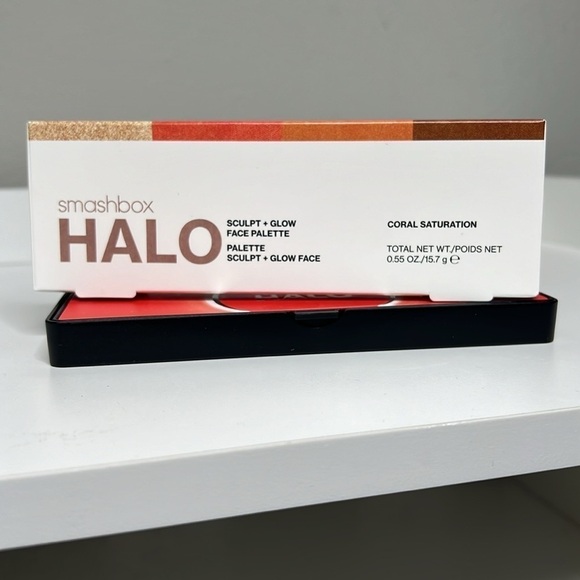 smashbox
HALO
SCULPT + GLOW
FACE PALETTE
PALETTE
SCULPT + GLOW FACE
CORAL SATURATION
TOTAL NET WT./POIDS NET
0.55 OZ./15.7 g ℮
HALO